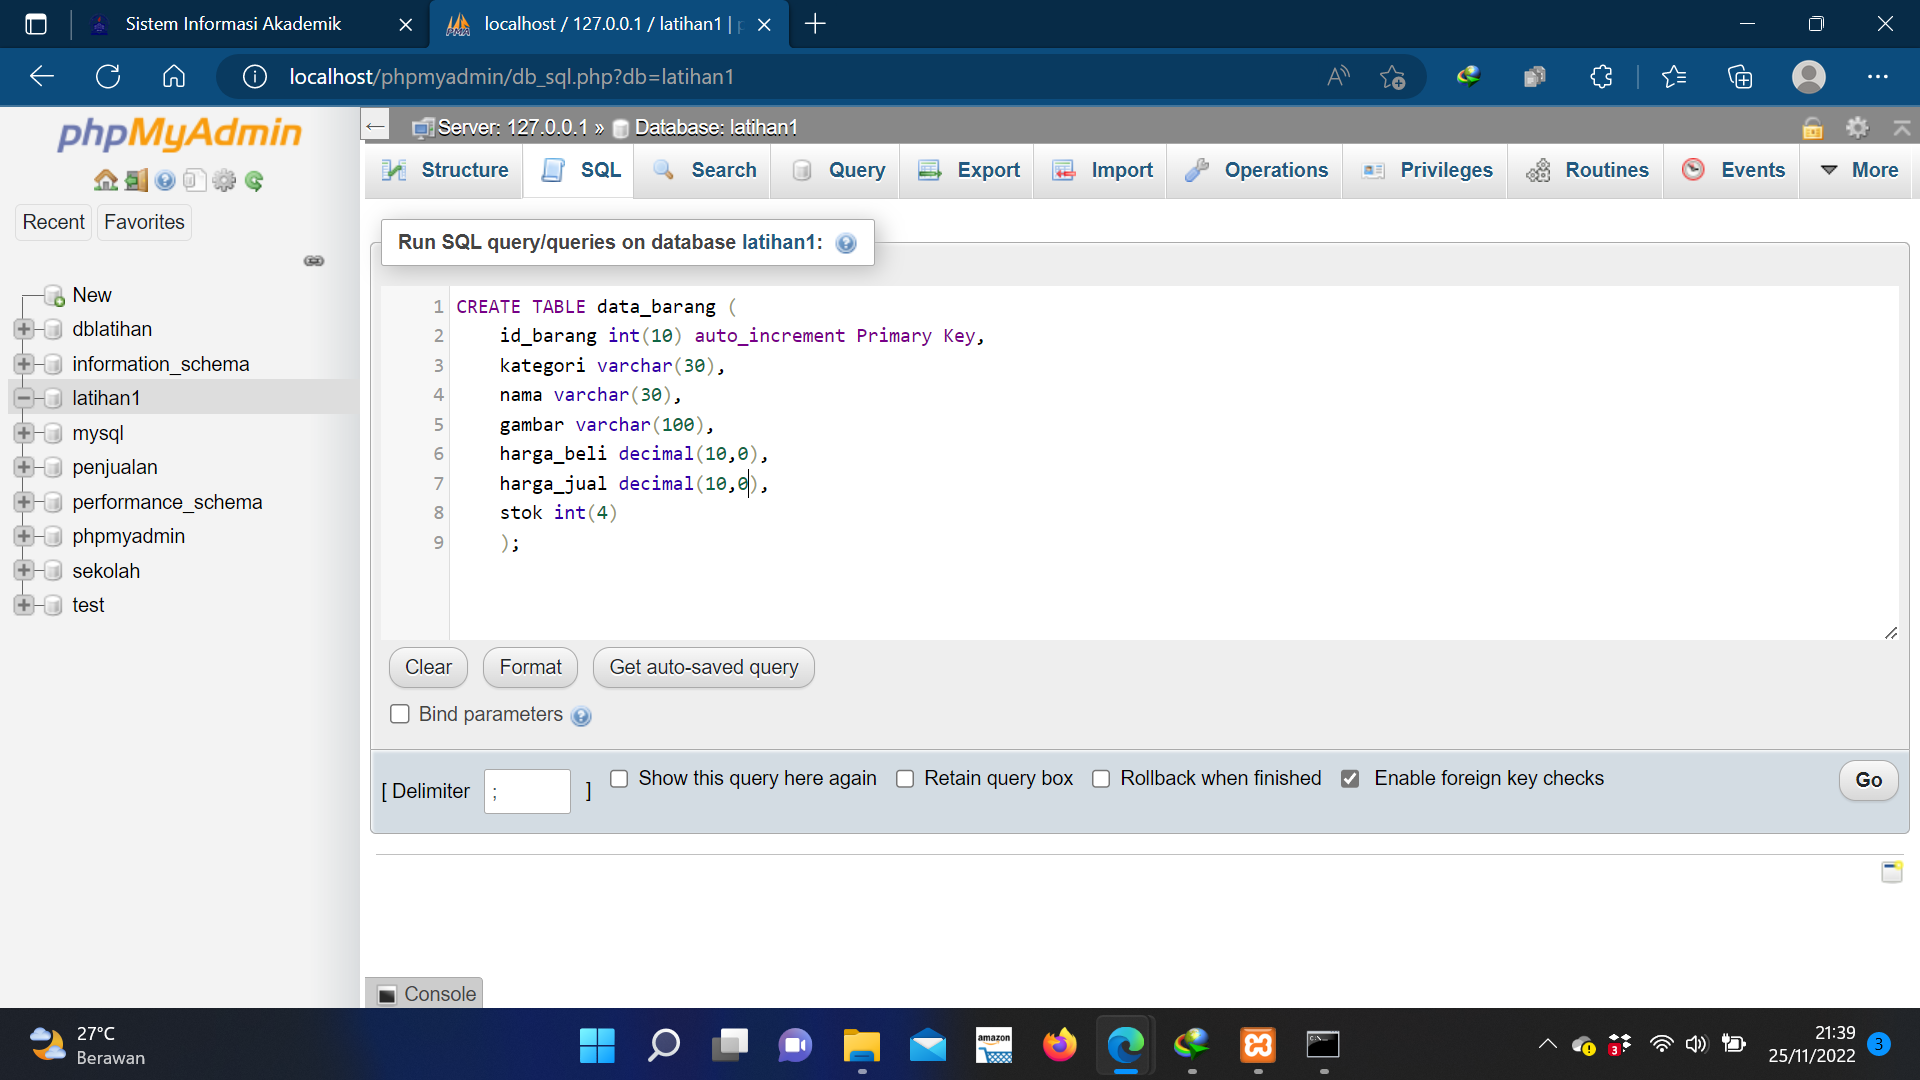 Sistem Informasi Akademik
localhost / 127.0.0.1 / latihan1 |
localhost/phpmyadmin/db_sql.php?db=latihan1
phpMyAdmin
Recent
Favorites
New
dblatihan
information_schema
latihan1
mysql
penjualan
performance_schema
phpmyadmin
sekolah
test
Server: 127.0.0.1 » Database: latihan1
Structure
SQL
Search
Query
Export
Import
Operations
Privileges
Routines
Events
More
Run SQL query/queries on database latihan1:
1 CREATE TABLE data_barang (
2 id_barang int(10) auto_increment Primary Key,
3 kategori varchar(30),
4 nama varchar(30),
5 gambar varchar(100),
6 harga_beli decimal(10,0),
7 harga_jual decimal(10,0),
8 stok int(4)
9 );
Clear
Format
Get auto-saved query
Bind parameters
[ Delimiter ; ]
Show this query here again
Retain query box
Rollback when finished
Enable foreign key checks
Go
Console
27°C
Berawan
amazon
3
21:39
25/11/2022
3